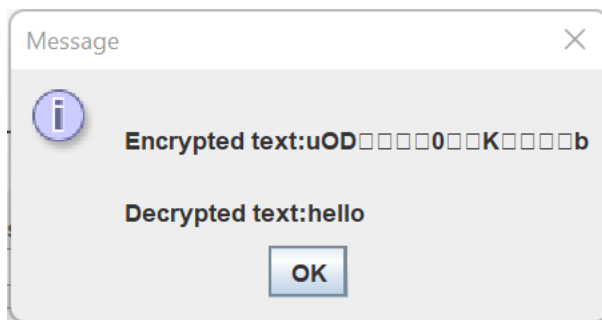 Message
Encrypted text:uOD□□□□0□□K□□□□b
Decrypted text:hello
OK